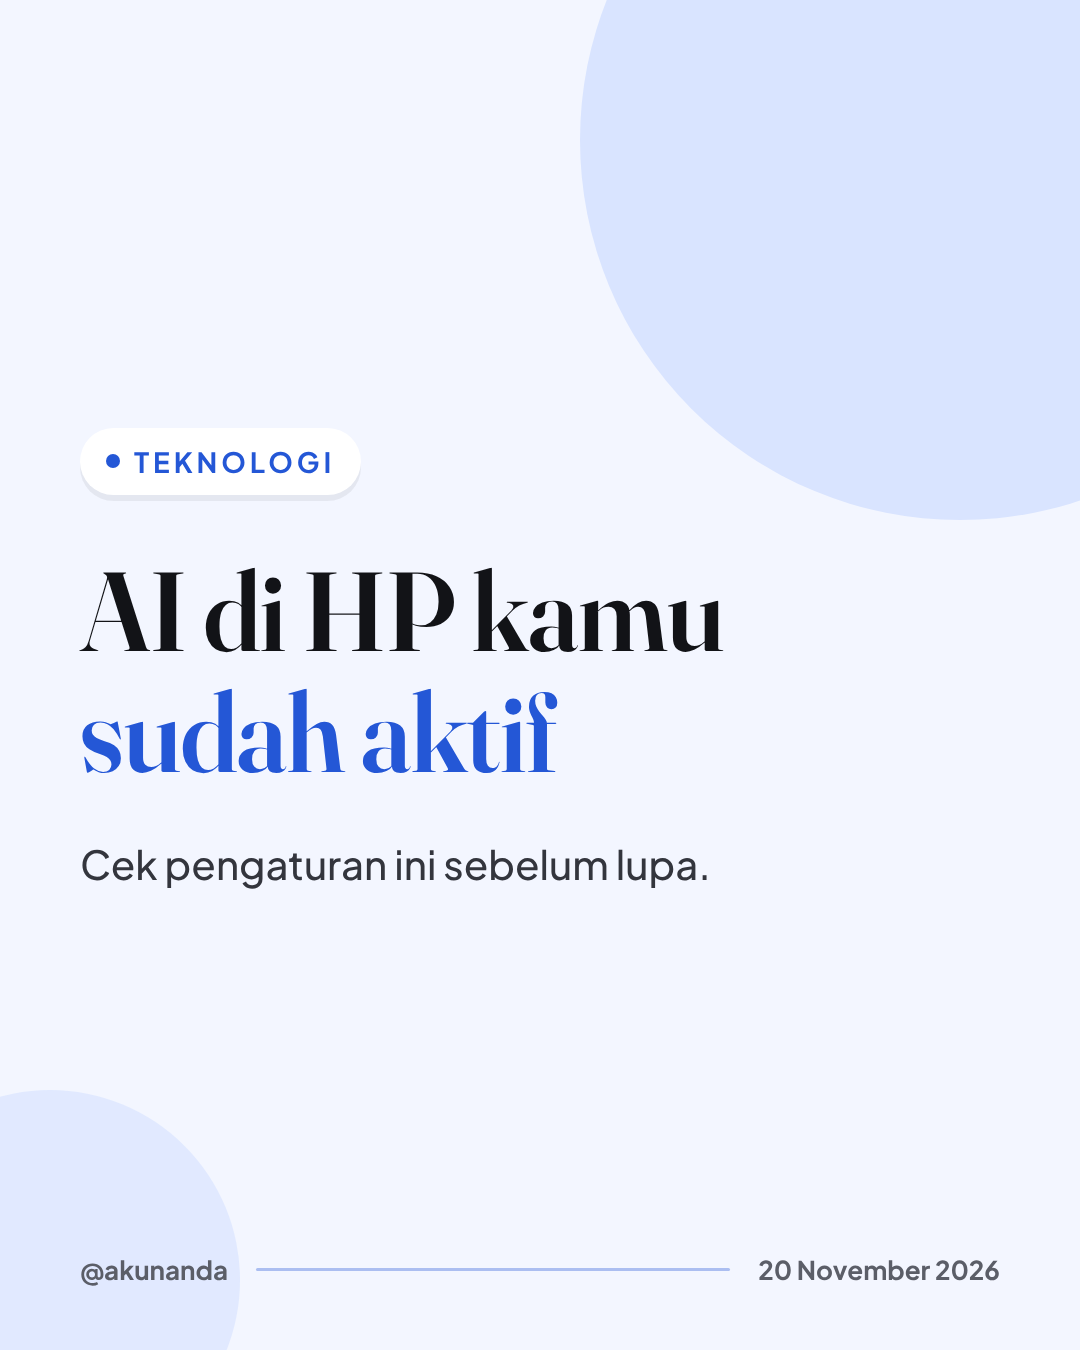 TEKNOLOGI
AI di HP kamu
sudah aktif
Cek pengaturan ini sebelum lupa.
@akunanda
20 November 2026